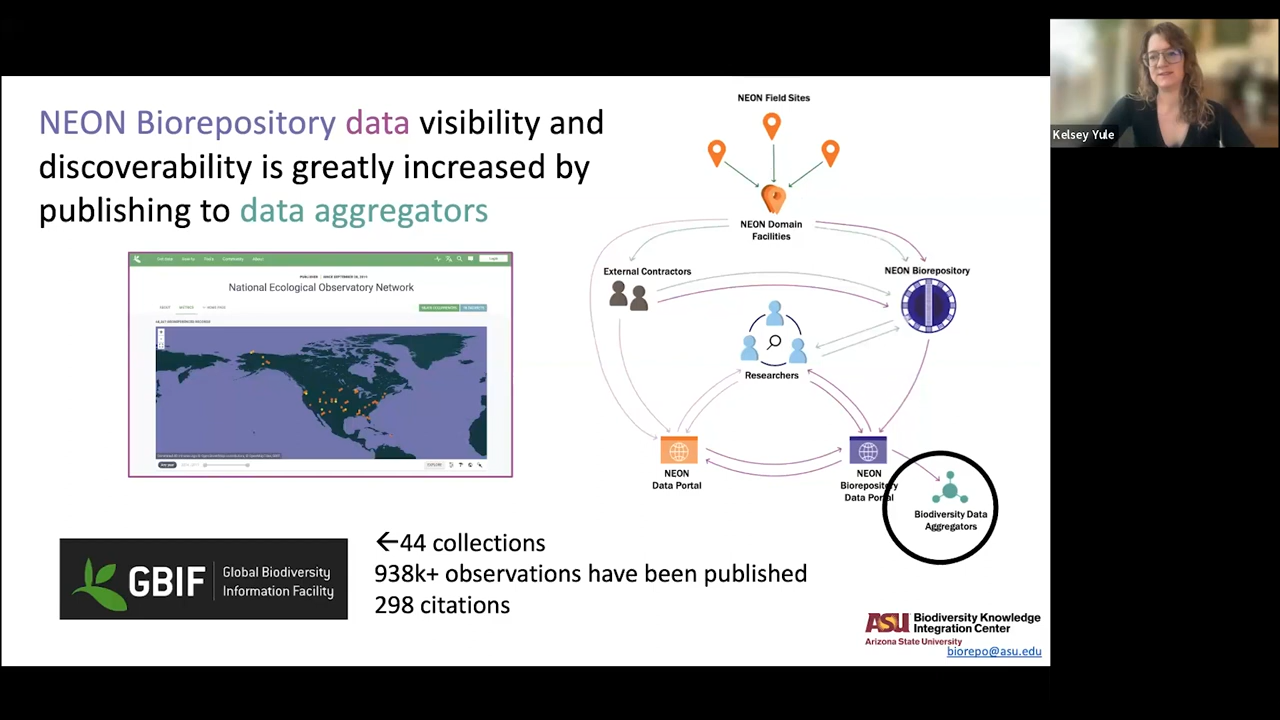 NEON Biorepository data visibility and
discoverability is greatly increased by
publishing to data aggregators
PUBLISHER | SINCE SEPTEMBER
National Ecological Observatory Network
GBIF
Global Biodiversity
Information Facility
←44 collections
938k+ observations have been published
298 citations
NEON Field Sites
NEON Domain
Facilities
External Contractors
NEON Biorepository
Researchers
NEON
Data Portal
NEON
Biorepository
Data Portal
Biodiversity Data
Aggregators
ASU Biodiversity Knowledge
Integration Center
Arizona State University
biorepo@asu.edu
Kelsey Yule